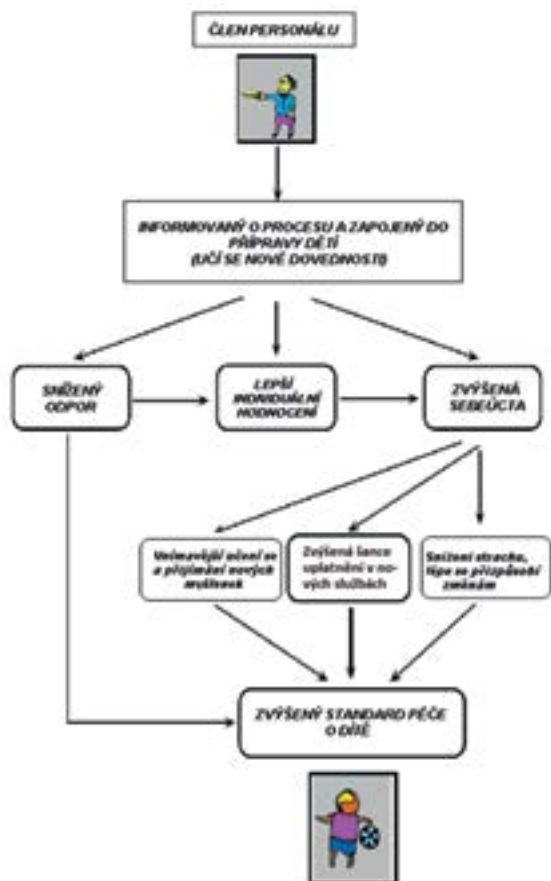 ČLEN PERSONÁLU
INFORMOVANÝ O PROCESU A ZAPOJENÝ DO
PŘÍPRAVY DĚTÍ
(UČÍ SE NOVÉ DOVEDNOSTI)
SNÍŽENÝ
ODPOR
LEPŠÍ
INDIVIDUÁLNÍ
HODNOCENÍ
ZVÝŠENÁ
SEBEÚCTA
Vnímavější učení se
a přijímání nových
myšlenek
Zvýšená šance
uplatnění v no-
vých službách
Snížení strachu,
lépe se přizpůsobí
změnám
ZVÝŠENÝ STANDARD PÉČE
O DÍTĚ